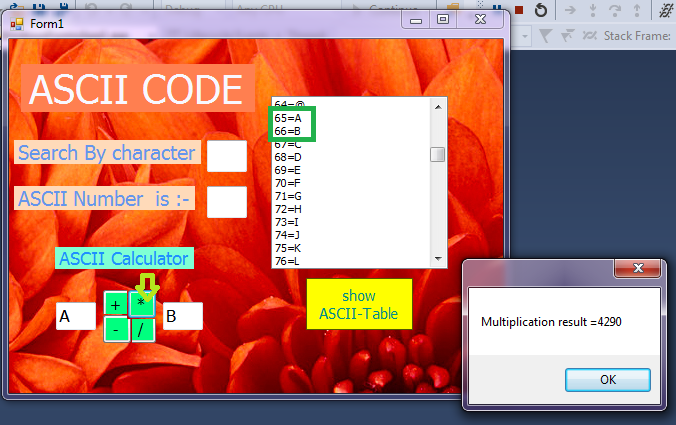 Debug
Any CPU
Continue
Form1
Stack Frame:
ASCII CODE
64=@
65=A
66=B
67=C
68=D
69=E
70=F
71=G
72=H
73=I
74=J
75=K
76=L
Search By character
ASCII Number is :-
ASCII Calculator
A
+
*
-
/
B
show
ASCII-Table
Multiplication result =4290
OK